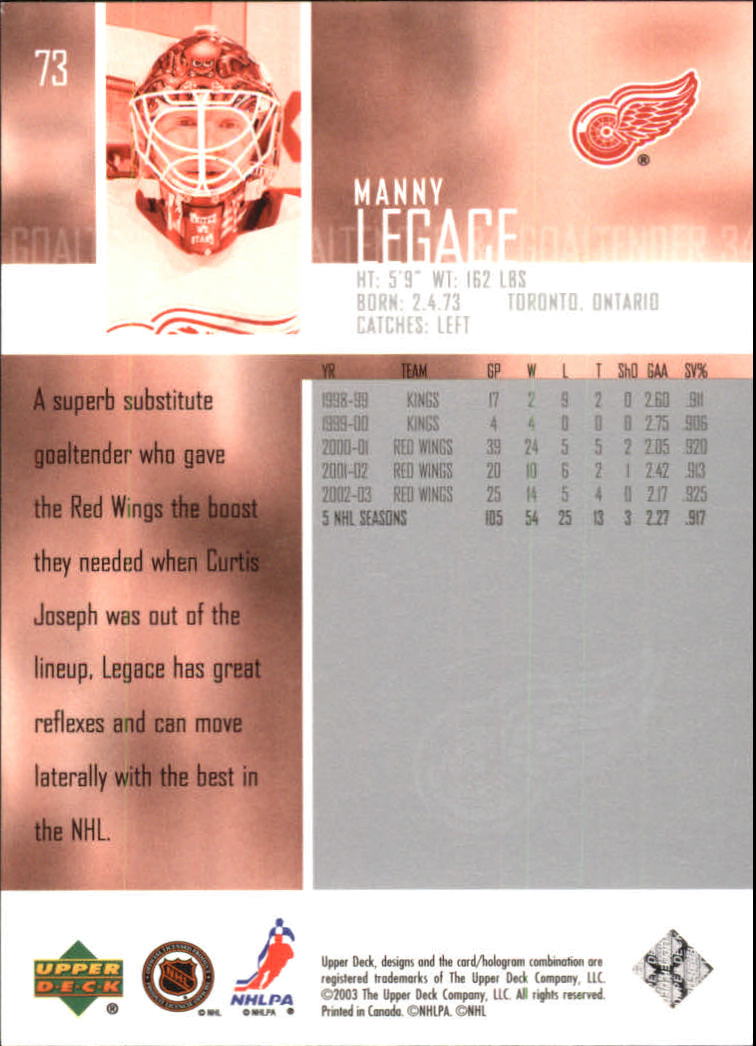 73
UNITED
WE
STAND
MANNY
LEGACE
GOALTENDER 34
HT: 5'9" WT: 162 LBS
BORN: 2.4.73 TORONTO, ONTARIO
CATCHES: LEFT
YR TEAM GP W L T ShO GAA SV%
1998-99 KINGS 17 2 9 2 0 2.60 .911
1999-00 KINGS 4 4 0 0 0 2.75 .906
2000-01 RED WINGS 39 24 5 5 2 2.05 .920
2001-02 RED WINGS 20 10 6 2 1 2.42 .913
2002-03 RED WINGS 25 14 5 4 0 2.17 .925
5 NHL SEASONS 105 54 25 13 3 2.27 .917
A superb substitute
goaltender who gave
the Red Wings the boost
they needed when Curtis
Joseph was out of the
lineup, Legace has great
reflexes and can move
laterally with the best in
the NHL.
UPPER
D·E·C·K
®
NHL
© NHL
NHLPA
© NHLPA ®
Upper Deck, designs and the card/hologram combination are
registered trademarks of The Upper Deck Company, LLC.
©2003 The Upper Deck Company, LLC. All rights reserved.
Printed in Canada. ©NHLPA. ©NHL